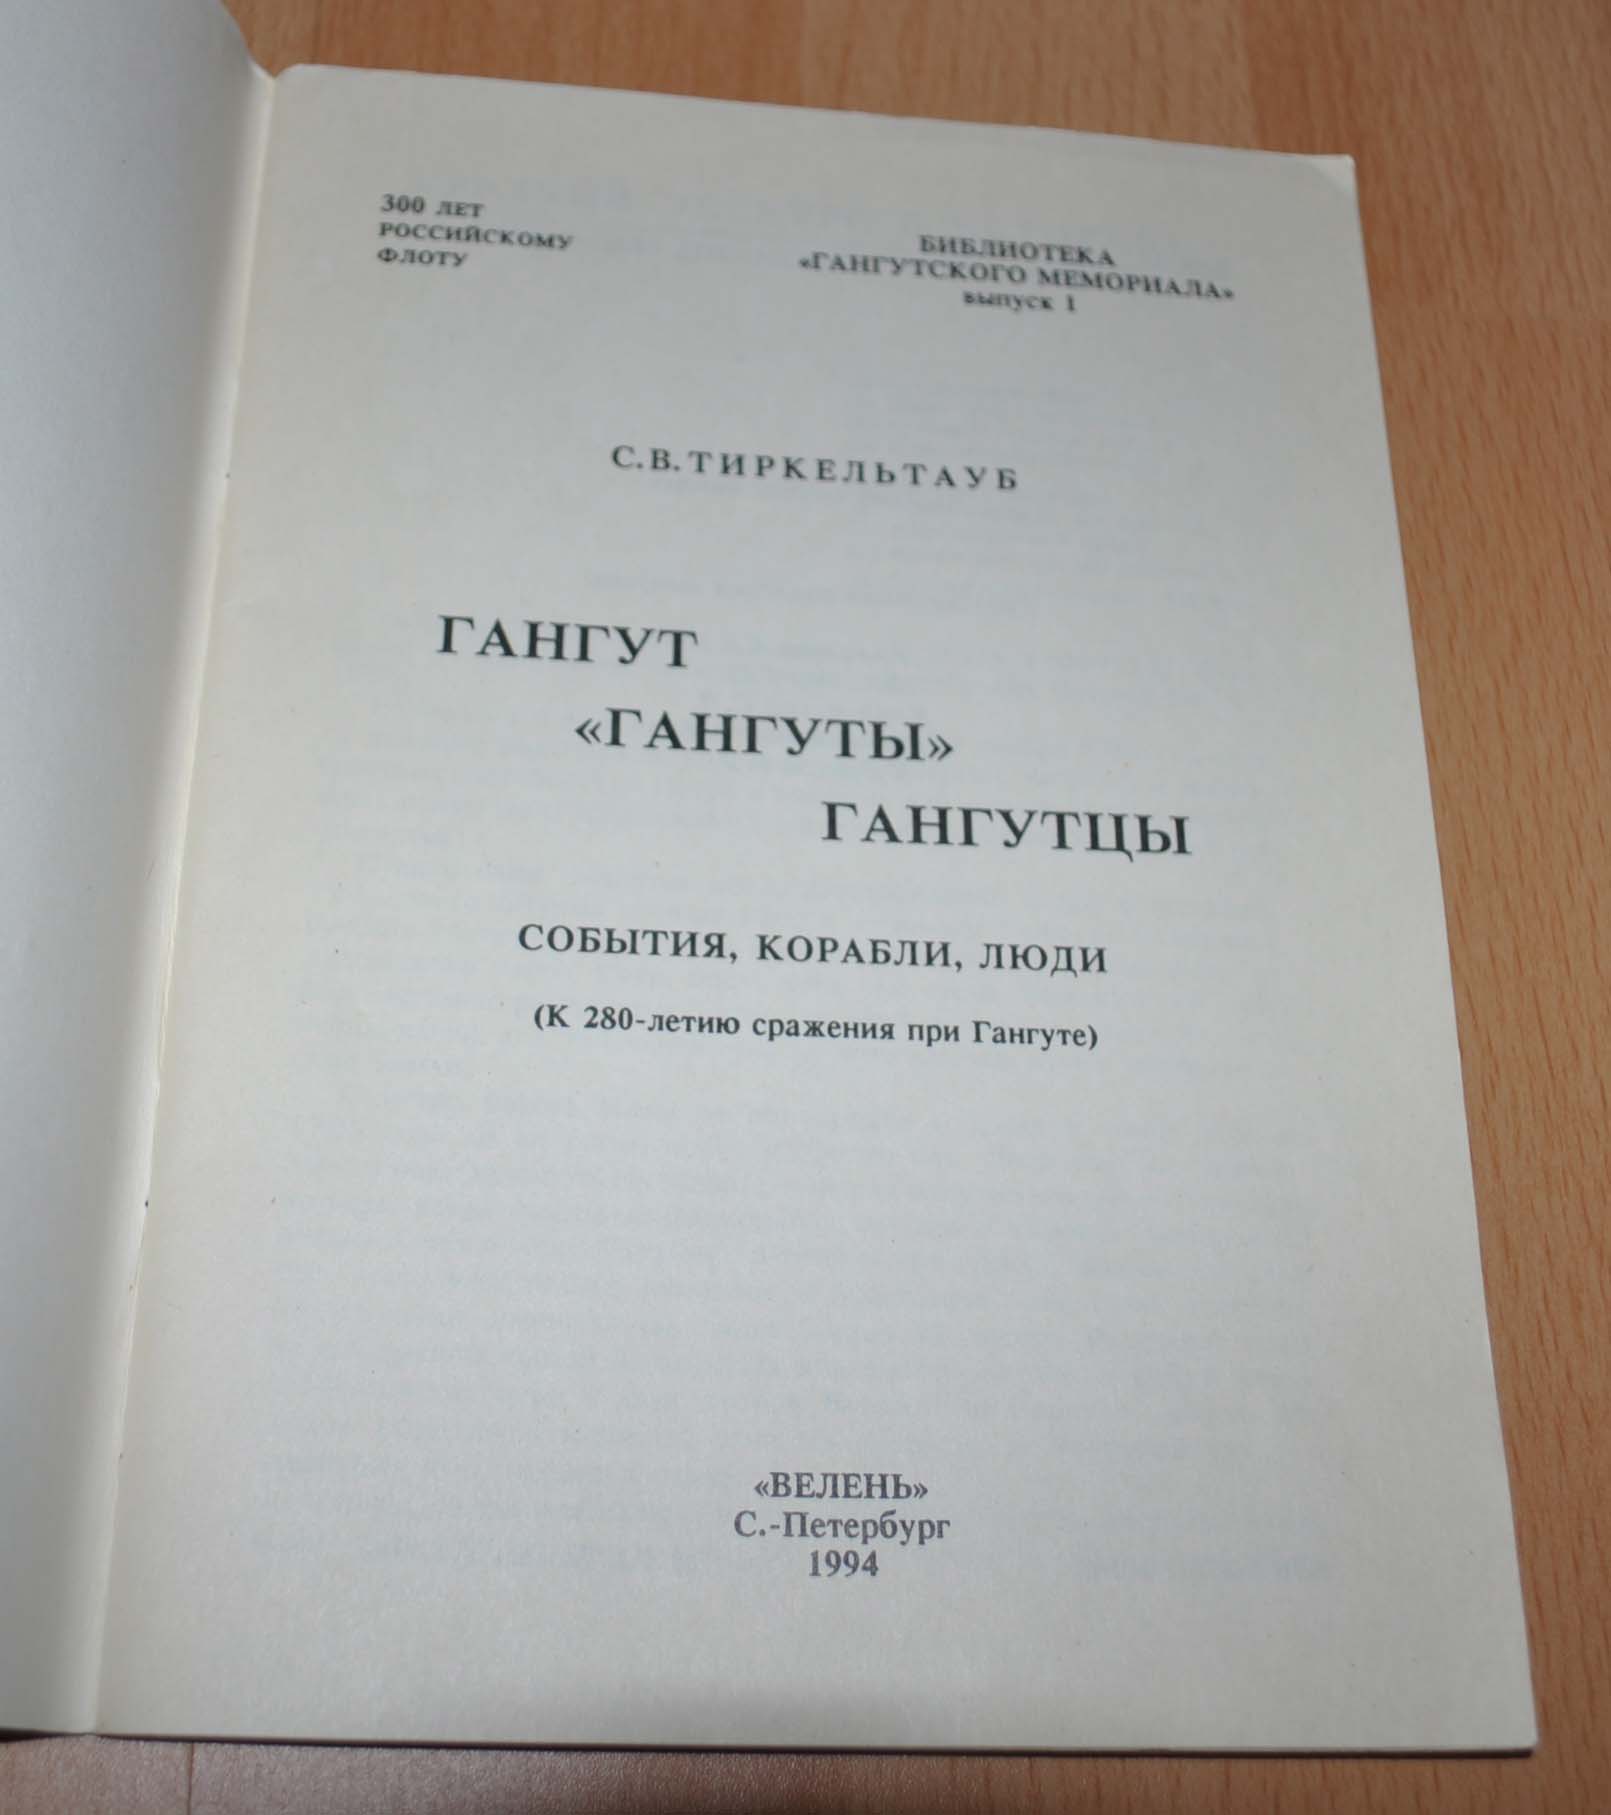 300 ЛЕТ
РОССИЙСКОМУ
ФЛОТУ
БИБЛИОТЕКА
«ГАНГУТСКОГО МЕМОРИАЛА»
выпуск 1
С. В. ТИРКЕЛЬТАУБ
ГАНГУТ
«ГАНГУТЫ»
ГАНГУТЦЫ
СОБЫТИЯ, КОРАБЛИ, ЛЮДИ
(К 280-летию сражения при Гангуте)
«ВЕЛЕНЬ»
С.-Петербург
1994